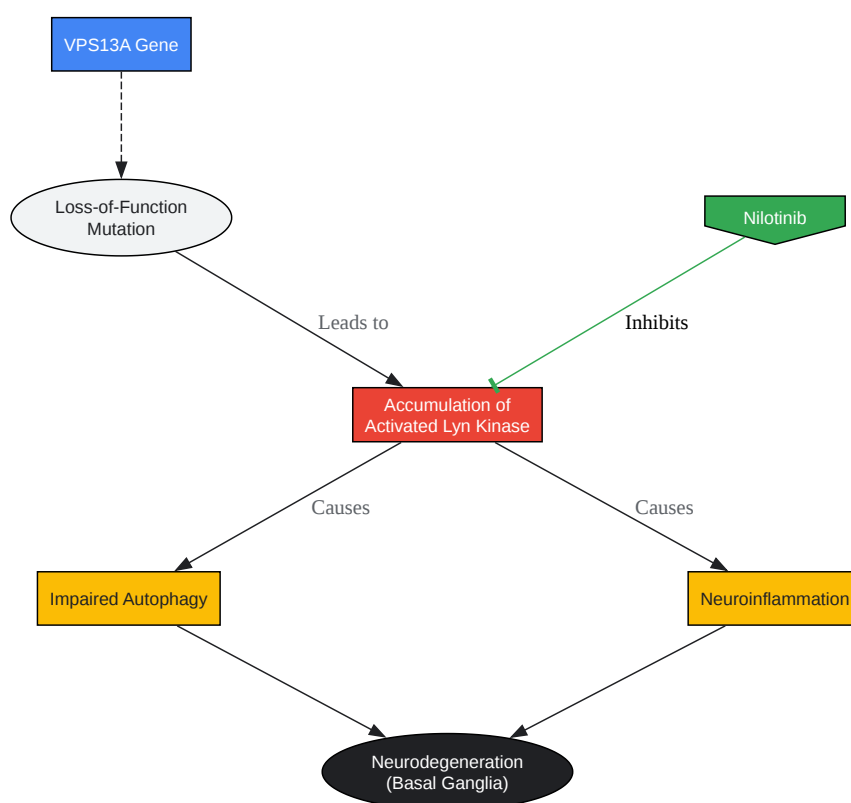 VPS13A Gene
Loss-of-Function
Mutation
Nilotinib
Leads to
Inhibits
Accumulation of
Activated Lyn Kinase
Causes
Causes
Impaired Autophagy
Neuroinflammation
Neurodegeneration
(Basal Ganglia)